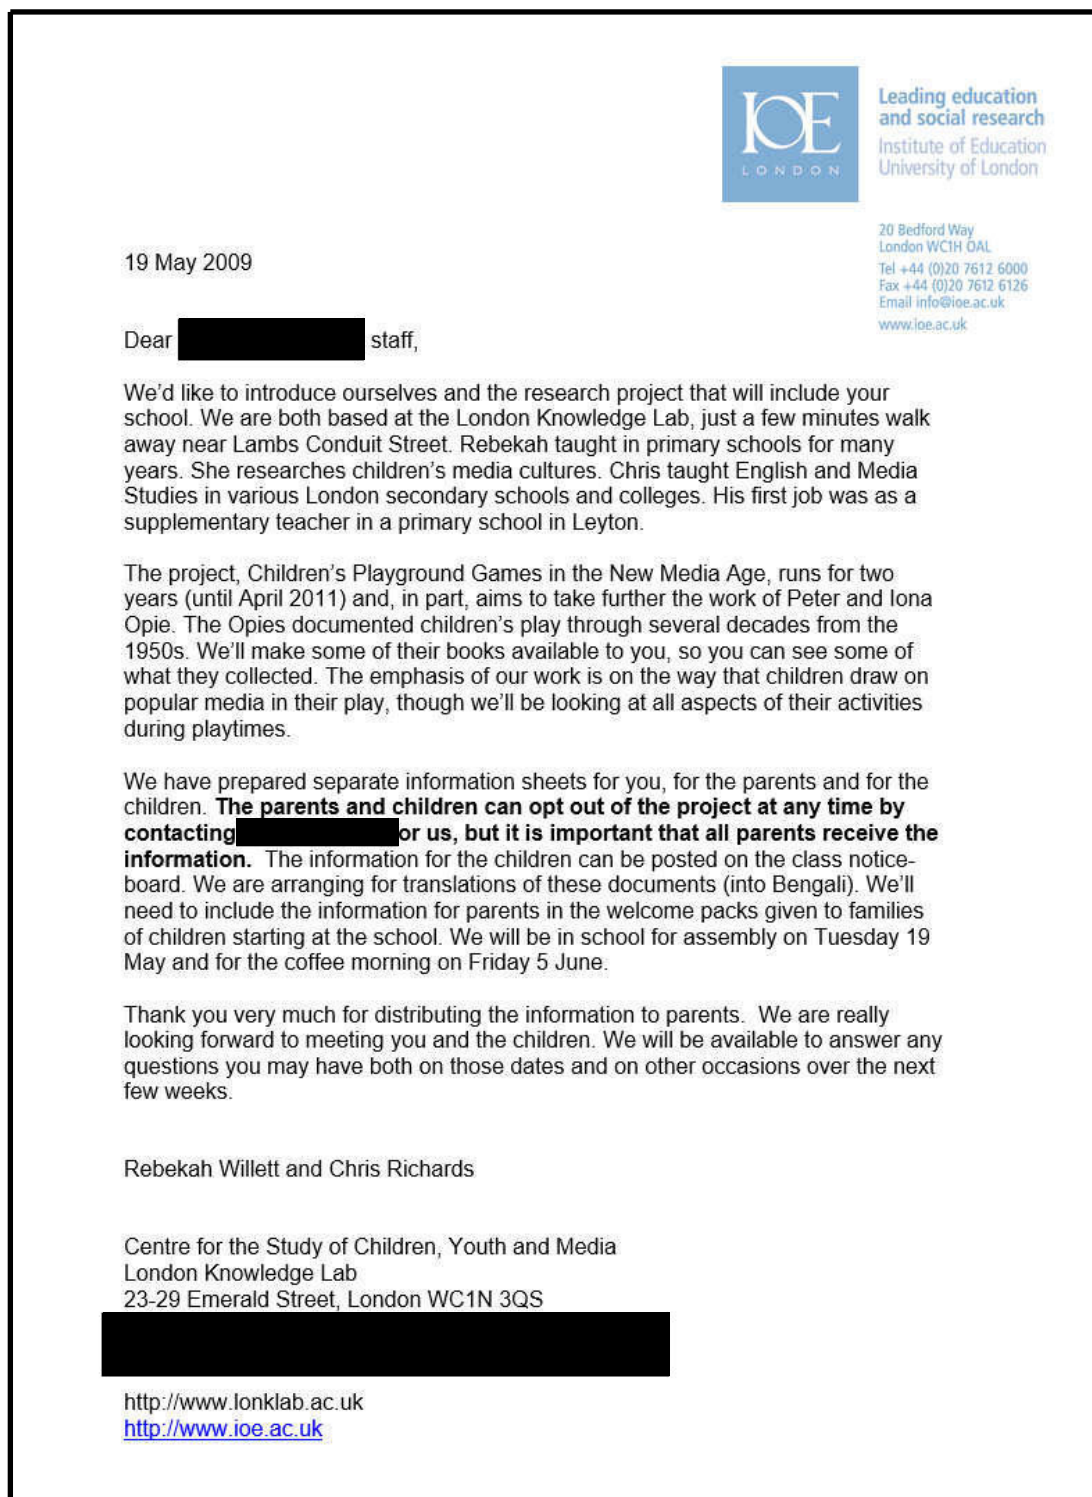 IOE
LONDON
Leading education
and social research
Institute of Education
University of London
20 Bedford Way
London WC1H 0AL
Tel +44 (0)20 7612 6000
Fax +44 (0)20 7612 6126
Email info@ioe.ac.uk
www.ioe.ac.uk
19 May 2009
Dear staff,
We'd like to introduce ourselves and the research project that will include your
school. We are both based at the London Knowledge Lab, just a few minutes walk
away near Lambs Conduit Street. Rebekah taught in primary schools for many
years. She researches children's media cultures. Chris taught English and Media
Studies in various London secondary schools and colleges. His first job was as a
supplementary teacher in a primary school in Leyton.
The project, Children's Playground Games in the New Media Age, runs for two
years (until April 2011) and, in part, aims to take further the work of Peter and Iona
Opie. The Opies documented children's play through several decades from the
1950s. We'll make some of their books available to you, so you can see some of
what they collected. The emphasis of our work is on the way that children draw on
popular media in their play, though we'll be looking at all aspects of their activities
during playtimes.
We have prepared separate information sheets for you, for the parents and for the
children. The parents and children can opt out of the project at any time by
contacting or us, but it is important that all parents receive the
information. The information for the children can be posted on the class notice-
board. We are arranging for translations of these documents (into Bengali). We'll
need to include the information for parents in the welcome packs given to families
of children starting at the school. We will be in school for assembly on Tuesday 19
May and for the coffee morning on Friday 5 June.
Thank you very much for distributing the information to parents. We are really
looking forward to meeting you and the children. We will be available to answer any
questions you may have both on those dates and on other occasions over the next
few weeks.
Rebekah Willett and Chris Richards
Centre for the Study of Children, Youth and Media
London Knowledge Lab
23-29 Emerald Street, London WC1N 3QS
http://www.lonklab.ac.uk
http://www.ioe.ac.uk